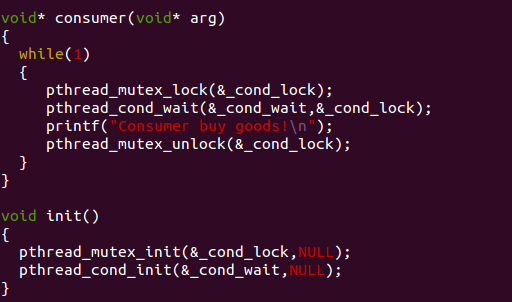 void* consumer(void* arg)
{
  while(1)
  {
     pthread_mutex_lock(&_cond_lock);
     pthread_cond_wait(&_cond_wait,&_cond_lock);
     printf("Consumer buy goods!\n");
     pthread_mutex_unlock(&_cond_lock);
  }
}
void init()
{
  pthread_mutex_init(&_cond_lock,NULL);
  pthread_cond_init(&_cond_wait,NULL);
}